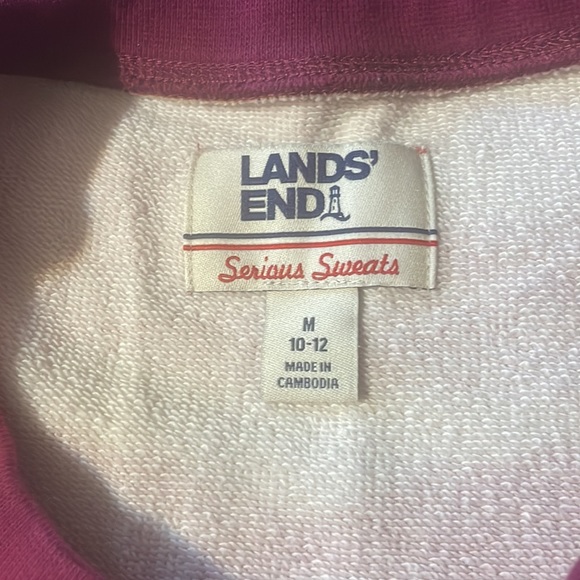 LANDS'
END
Serious Sweats
M
10-12
MADE IN
CAMBODIA